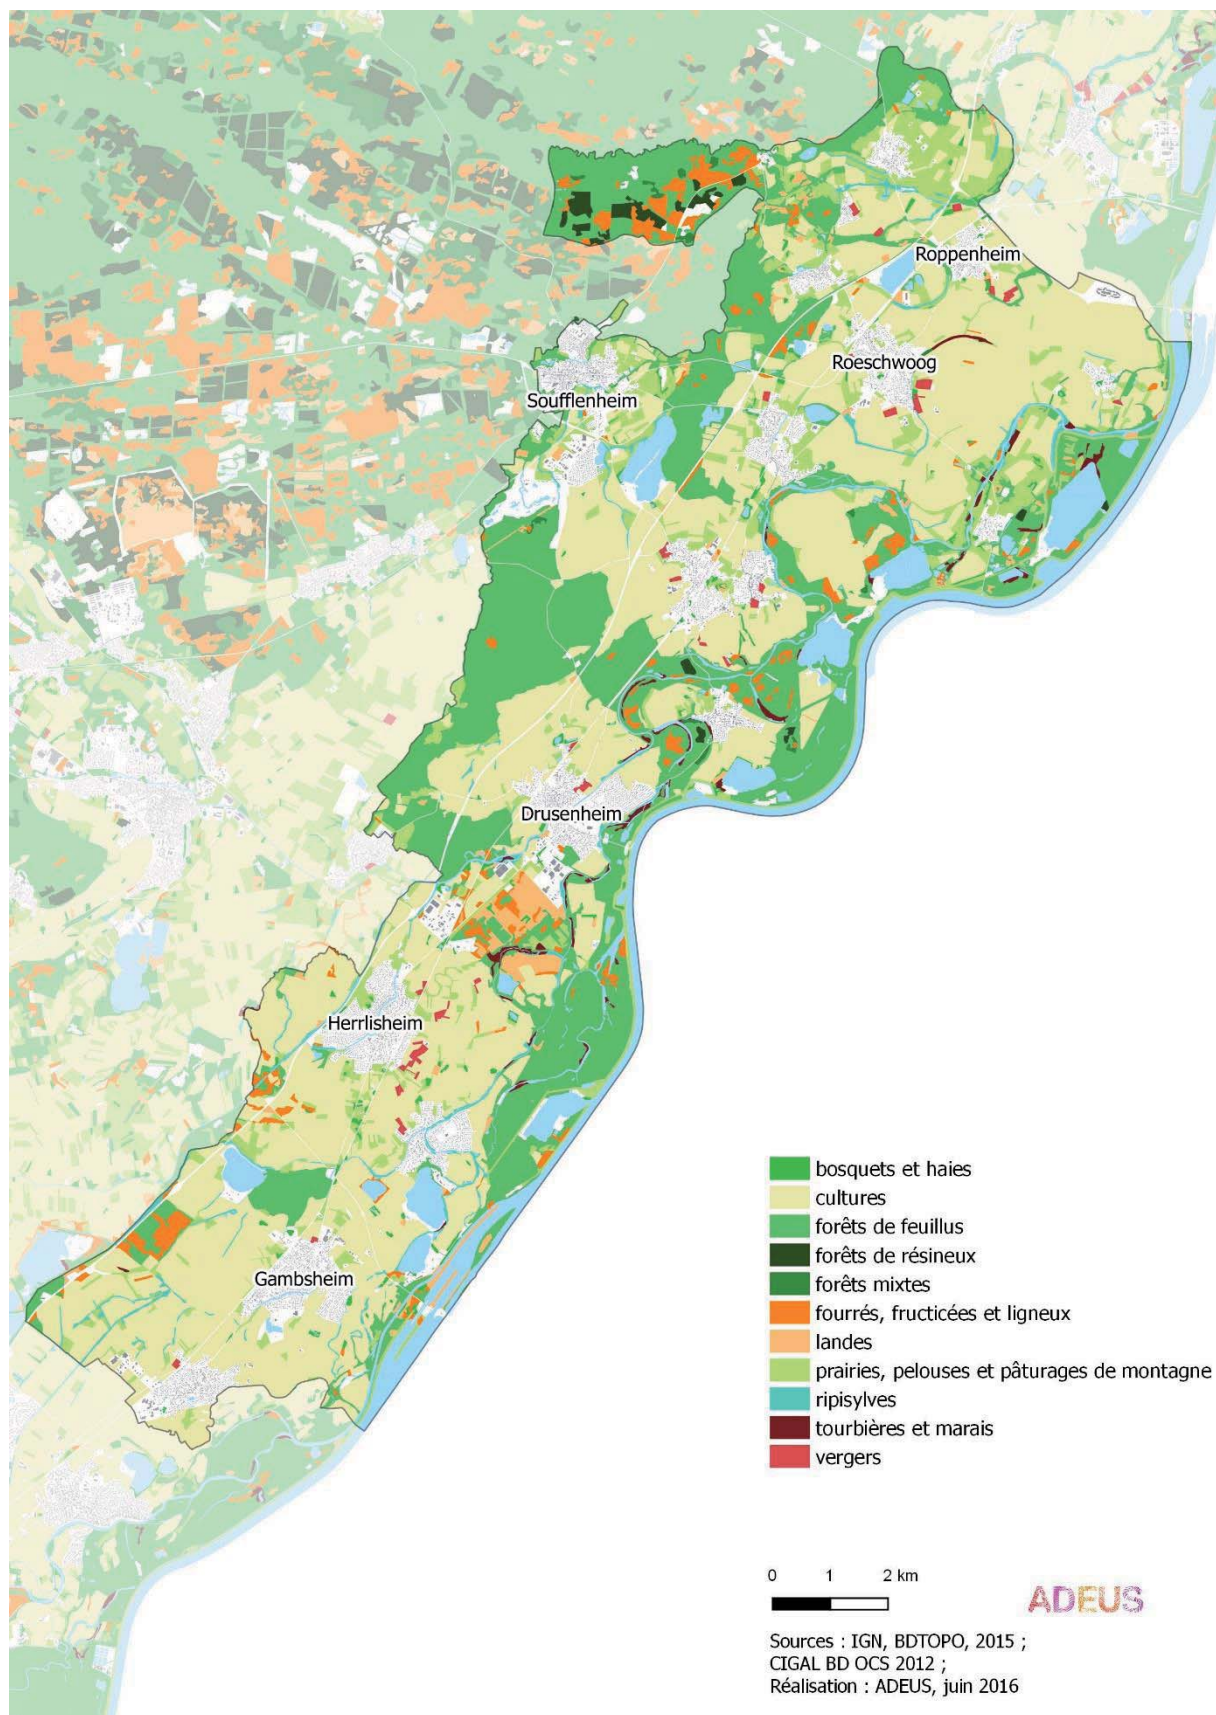 Roppenheim
Roeschwoog
Soufflenheim
Drusenheim
Herrlisheim
Gambsheim
bosquets et haies
cultures
forêts de feuillus
forêts de résineux
forêts mixtes
fourrés, fructicées et ligneux
landes
prairies, pelouses et pâturages de montagne
ripisylves
tourbières et marais
vergers
0 1 2 km
ADEUS
Sources : IGN, BDTOPO, 2015 ;
CIGAL BD OCS 2012 ;
Réalisation : ADEUS, juin 2016